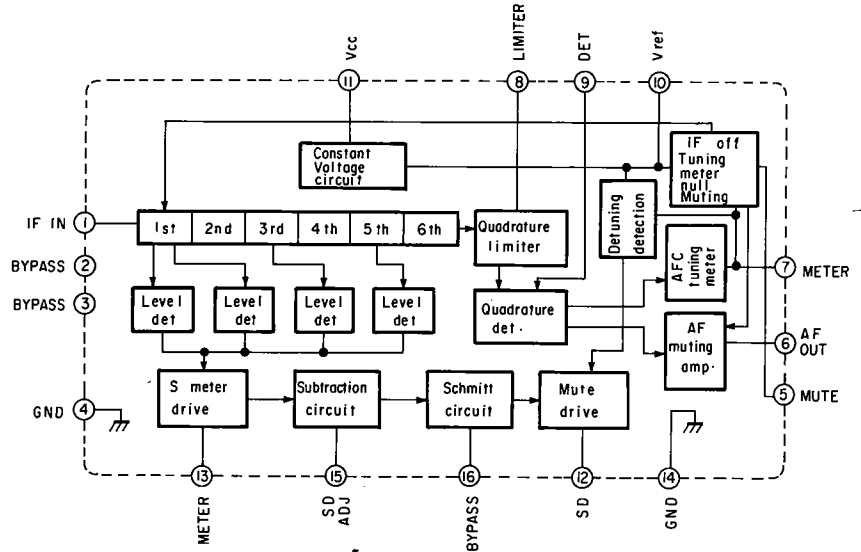 Vcc
LIMITER
DET
Vref
11
8
9
10
Constant
Voltage
circuit
IF off
Tuning
meter
null
Muting
IF IN
1
1st
2nd
3rd
4th
5th
6th
Quadrature
limiter
Detuning
detection
BYPASS
2
AFC
tuning
meter
7
METER
BYPASS
3
Level
det
Level
det
Level
det
Level
det
Quadrature
det.
AF
muting
amp.
6
AF
OUT
GND
4
S meter
drive
Subtraction
circuit
Schmitt
circuit
Mute
drive
5
MUTE
13
15
16
12
14
METER
SD
ADJ
BYPASS
SD
GND